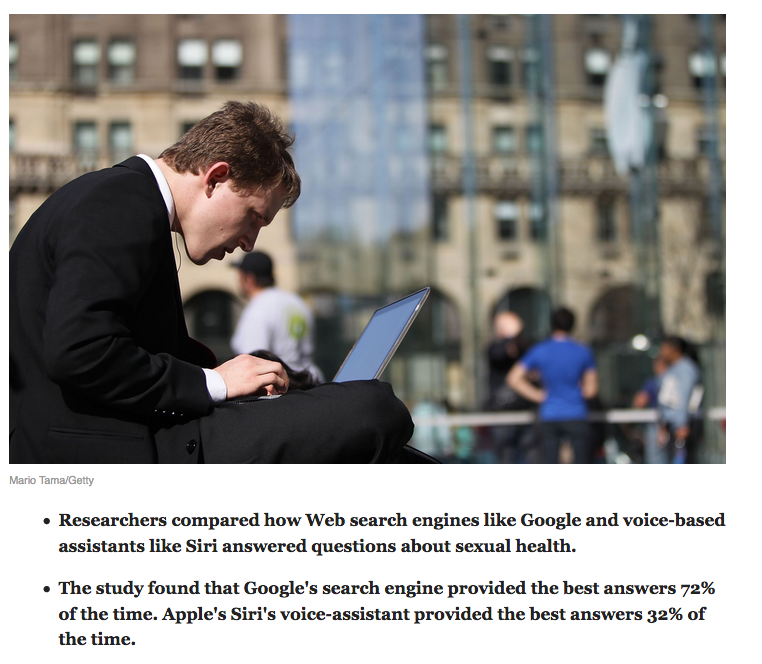 Mario Tama/Getty
• Researchers compared how Web search engines like Google and voice-based
assistants like Siri answered questions about sexual health.
• The study found that Google's search engine provided the best answers 72%
of the time. Apple's Siri's voice-assistant provided the best answers 32% of
the time.